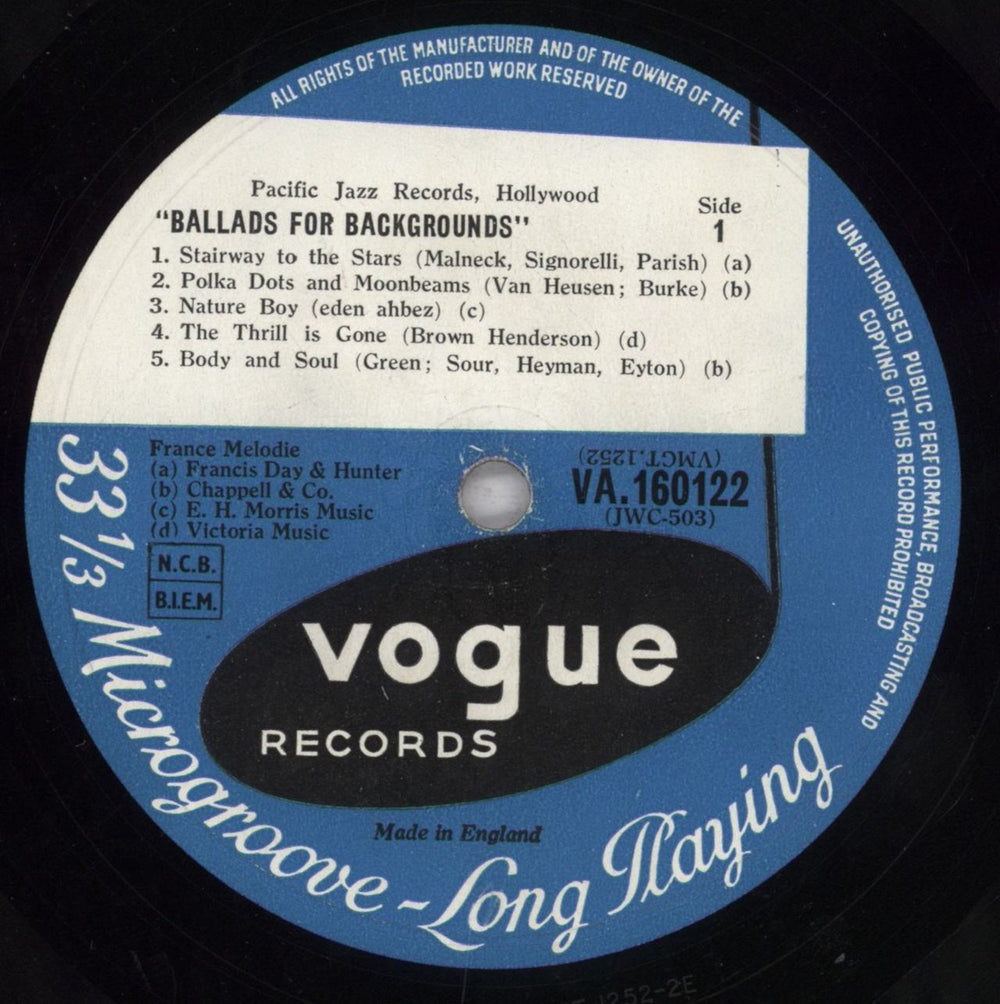 ALL RIGHTS OF THE MANUFACTURER AND OF THE OWNER OF THE
RECORDED WORK RESERVED
Pacific Jazz Records, Hollywood
"BALLADS FOR BACKGROUNDS"
Side
1
1. Stairway to the Stars (Malneck, Signorelli, Parish) (a)
2. Polka Dots and Moonbeams (Van Heusen; Burke) (b)
3. Nature Boy (eden ahbez) (c)
4. The Thrill is Gone (Brown Henderson) (d)
5. Body and Soul (Green; Sour, Heyman, Eyton) (b)
UNAUTHORISED PUBLIC PERFORMANCE, BROADCASTING AND
COPYING OF THIS RECORD PROHIBITED
France Melodie
(a) Francis Day & Hunter
(b) Chappell & Co.
(c) E. H. Morris Music
(d) Victoria Music
N.C.B.
B.I.E.M.
(VMGT.1252)
VA.160122
(JWC-503)
vogue
RECORDS
Made in England
33 1/3 Microgroove - Long Playing
1252-2E